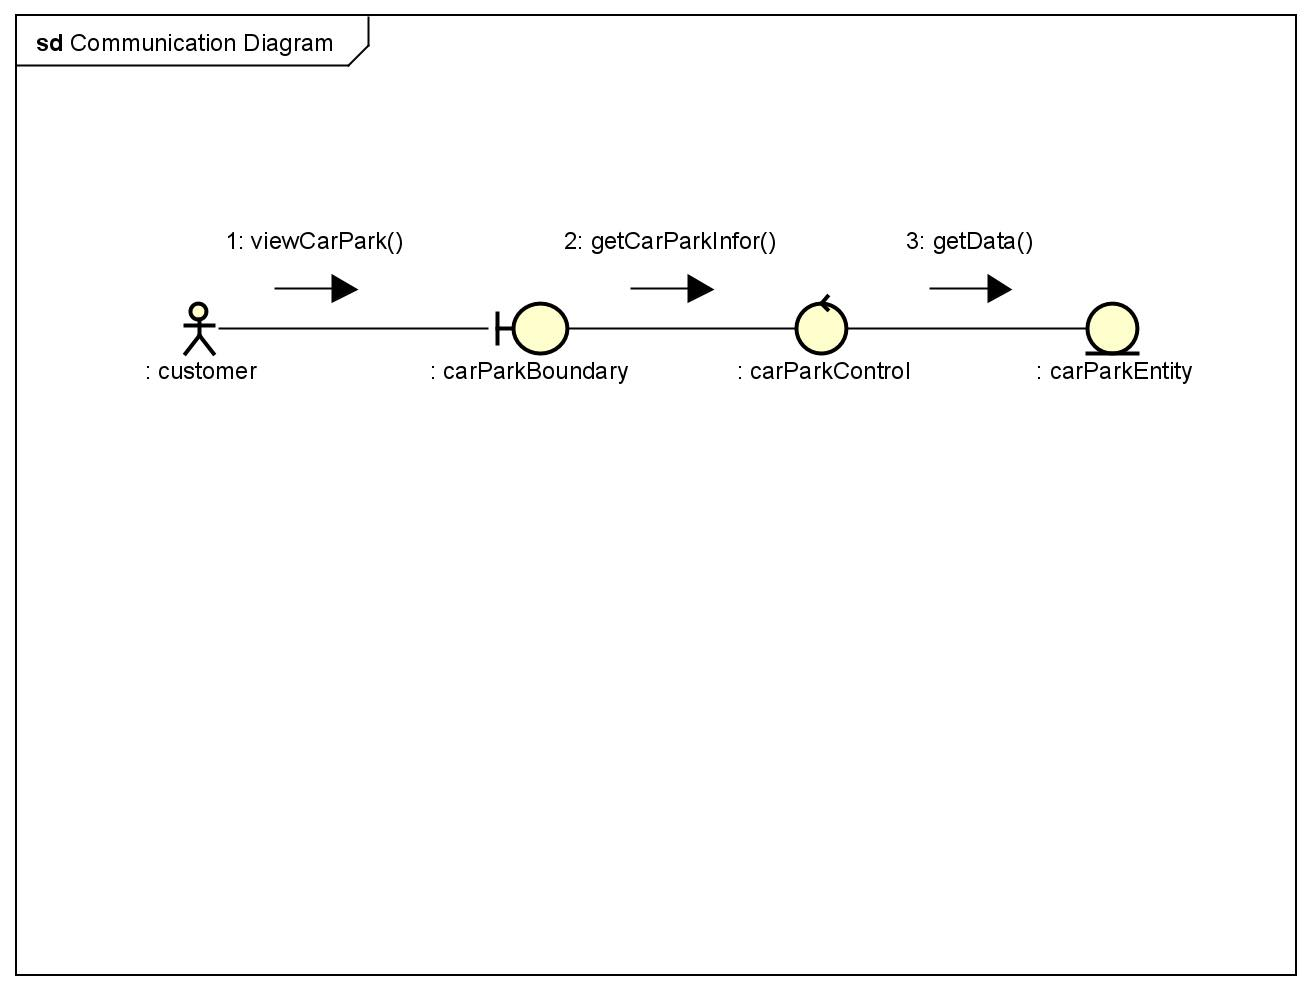 sd Communication Diagram
1: viewCarPark()
2: getCarParkInfor()
3: getData()
: customer
: carParkBoundary
: carParkControl
: carParkEntity